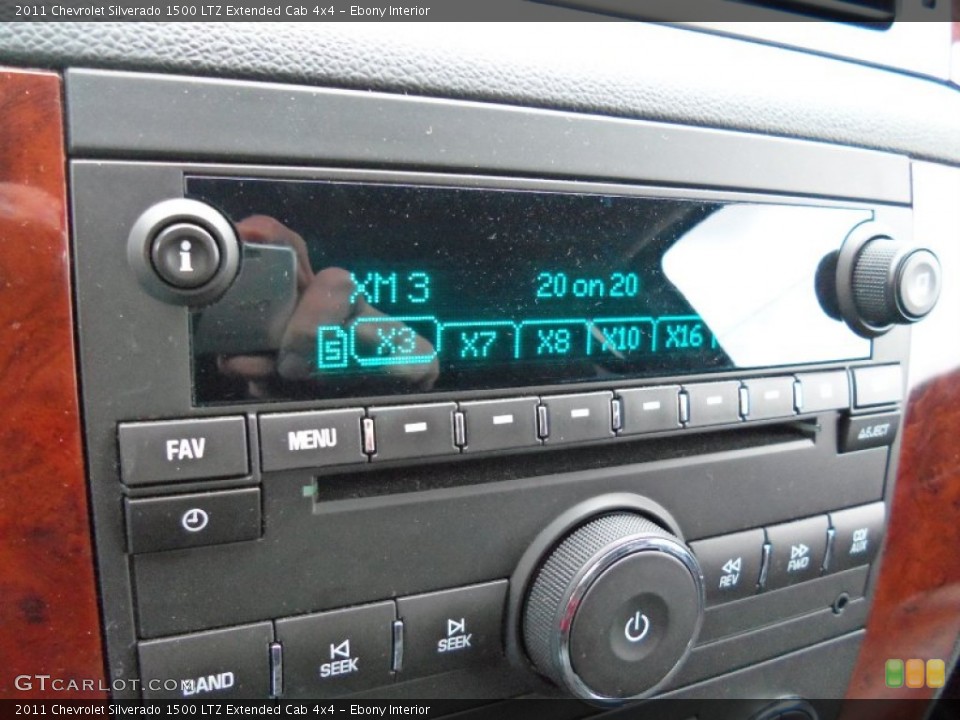 2011 Chevrolet Silverado 1500 LTZ Extended Cab 4x4 – Ebony Interior
i
XM 3 20 on 20
S X3 X7 X8 X10 X16
FAV MENU
EJECT
REV FWD CD/AUX
BAND SEEK SEEK
GTCARLOT.COM
2011 Chevrolet Silverado 1500 LTZ Extended Cab 4x4 – Ebony Interior